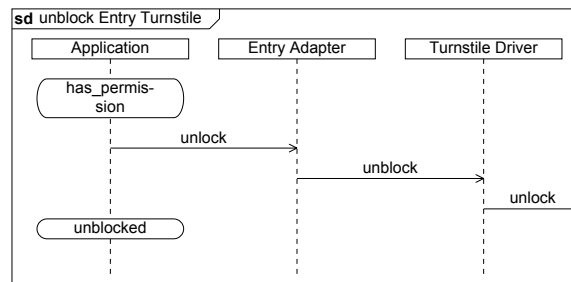 sd unblock Entry Turnstile
Application
Entry Adapter
Turnstile Driver
has_permis-
sion
unlock
unblock
unlock
unblocked